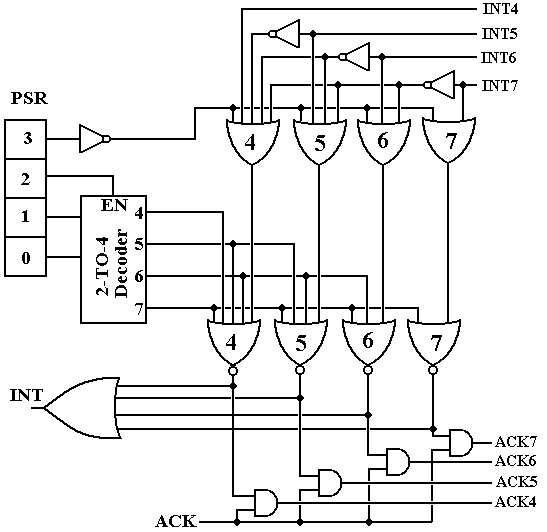 INT4
INT5
INT6
INT7
PSR
3
2
1
0
4 5 6 7
EN
2-TO-4
Decoder
4
5
6
7
4 5 6 7
INT
ACK7
ACK6
ACK5
ACK4
ACK